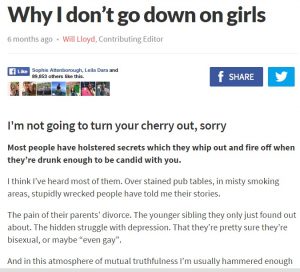 Why I don't go down on girls
6 months ago • Will Lloyd, Contributing Editor
Like Sophie Attenborough, Leila Dara and
89,853 others like this.
f SHARE
I'm not going to turn your cherry out, sorry
Most people have holstered secrets which they whip out and fire off when
they're drunk enough to be candid with you.
I think I've heard most of them. Over stained pub tables, in misty smoking
areas, stupidly wrecked people have told me their stories.
The pain of their parents' divorce. The younger sibling they only just found out
about. The hidden struggle with depression. That they're pretty sure they're
bisexual, or maybe "even gay".
And in this atmosphere of mutual truthfulness I'm usually hammered enough